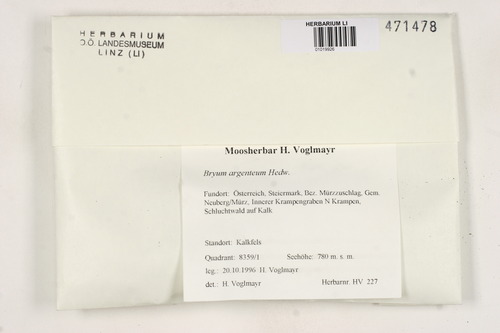 HERBARIUM
O.Ö. LANDESMUSEUM
LINZ (LI)
HERBARIUM LI
01019506
471478
Moosherbar H. Voglmayr
Bryum argenteum Hedw.
Fundort: Österreich, Steiermark, Bez. Mürzzuschlag, Gem.
Neuberg/Mürz, Innerer Krampengraben N Krampen,
Schluchtwald auf Kalk
Standort: Kalkfels
Quadrant: 8359/1 Seehöhe: 780 m. s. m.
leg.: 20.10.1996 H. Voglmayr
det.: H. Voglmayr Herbarnr. HV 227